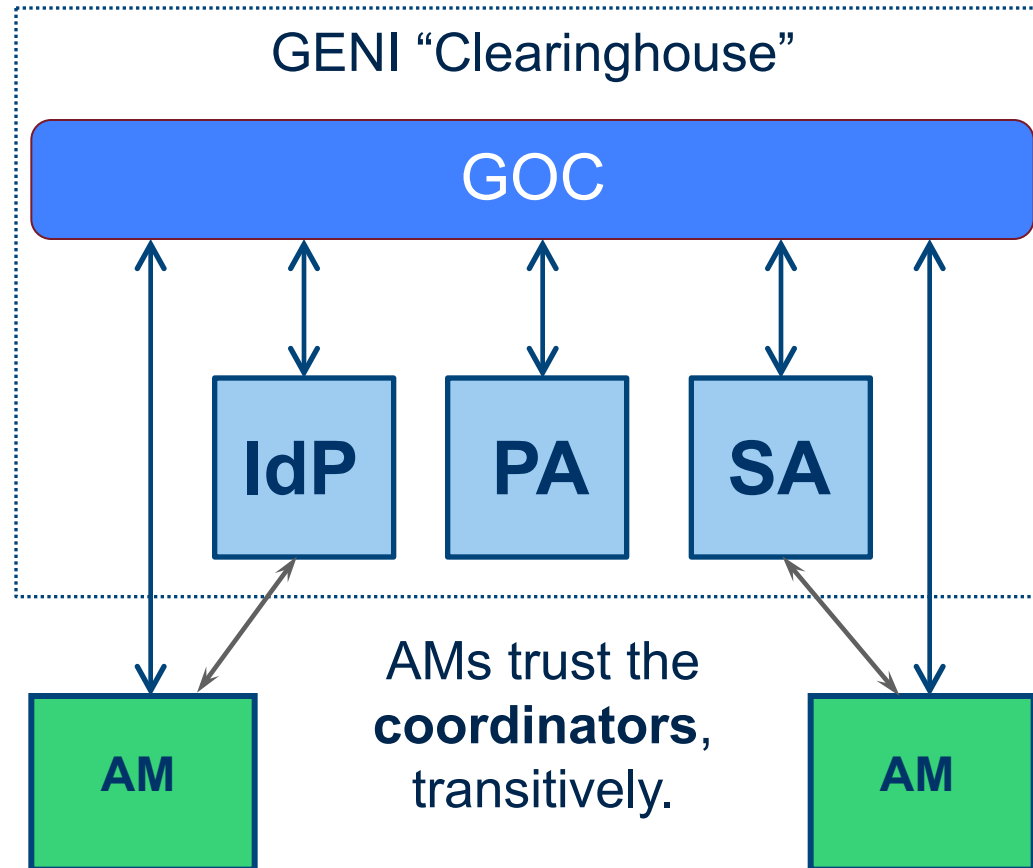 GENI “Clearinghouse”
GOC
IdP
PA
SA
AMs trust the
coordinators,
transitively.
AM
AM